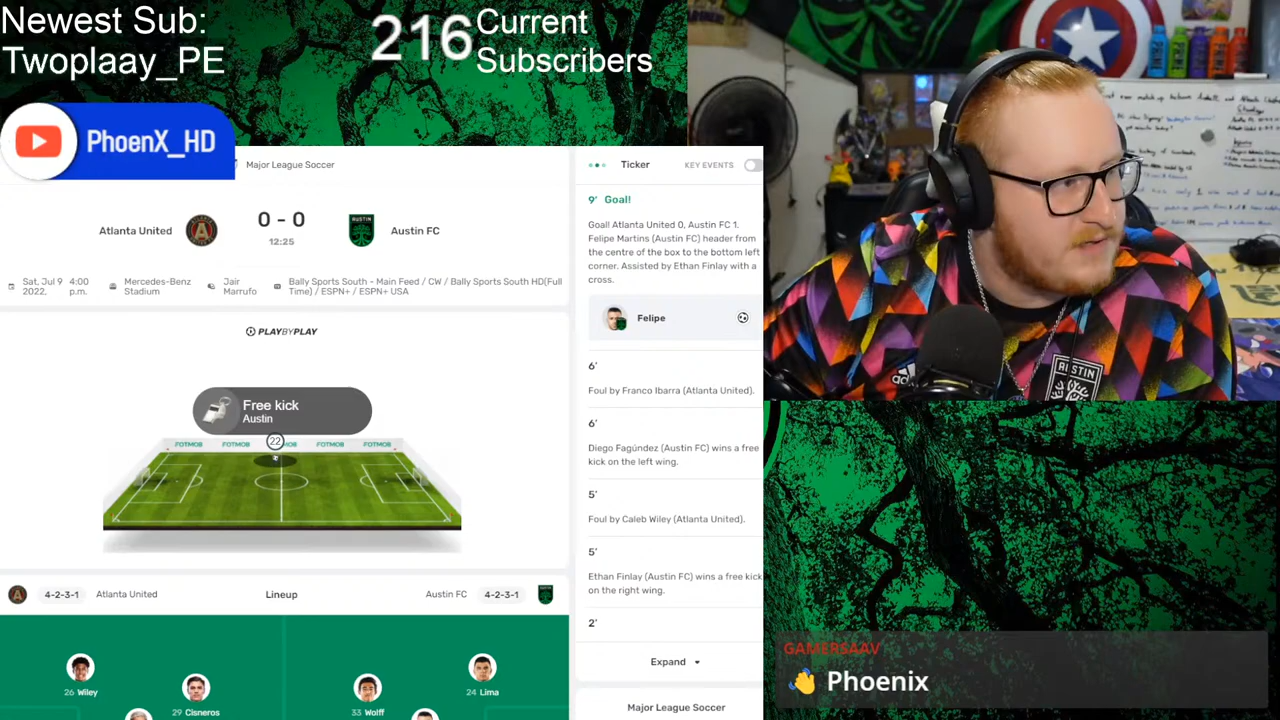 Newest Sub:
Twoplaay_PE
216
Current
Subscribers
PhoenX_HD
Major League Soccer
Atlanta United
0 - 0
12:25
AUSTIN
Austin FC
Sat, Jul 9 2022,
4:00 p.m.
Mercedes-Benz Stadium
Jair Marrufo
Bally Sports South - Main Feed / CW / Bally Sports South HD(Full
Time) / ESPN+ / ESPN+ USA
PLAYBYPLAY
Free kick
Austin
22
FOTMOB FOTMOB MOB FOTMOB FOTMOB
4-2-3-1 Atlanta United
Lineup
Austin FC 4-2-3-1
26 Wiley
29 Cisneros
33 Wolff
24 Lima
Ticker
KEY EVENTS
9' Goal!
Goal! Atlanta United 0, Austin FC 1.
Felipe Martins (Austin FC) header from
the centre of the box to the bottom left
corner. Assisted by Ethan Finlay with a
cross.
Felipe
6'
Foul by Franco Ibarra (Atlanta United).
6'
Diego Fagúndez (Austin FC) wins a free
kick on the left wing.
5'
Foul by Caleb Wiley (Atlanta United).
5'
Ethan Finlay (Austin FC) wins a free kick
on the right wing.
2'
Expand
Major League Soccer
AUSTIN
GAMERSAAV
👋 Phoenix